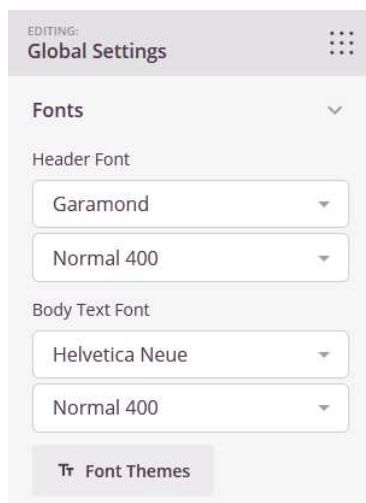 EDITING:
Global Settings
Fonts
Header Font
Garamond
Normal 400
Body Text Font
Helvetica Neue
Normal 400
Tт Font Themes